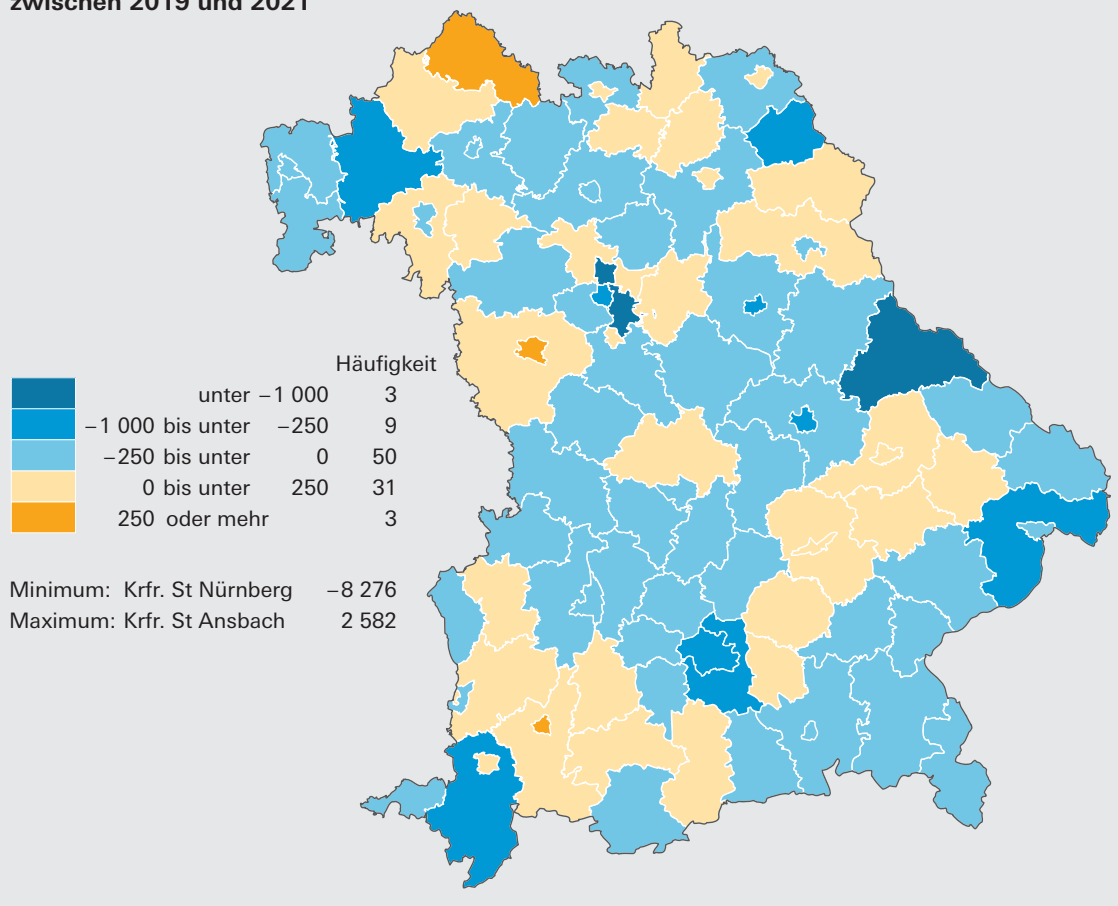 zwischen 2019 und 2021
Häufigkeit
unter –1 000 3
–1 000 bis unter –250 9
–250 bis unter 0 50
0 bis unter 250 31
250 oder mehr 3
Minimum: Krfr. St Nürnberg –8 276
Maximum: Krfr. St Ansbach 2 582